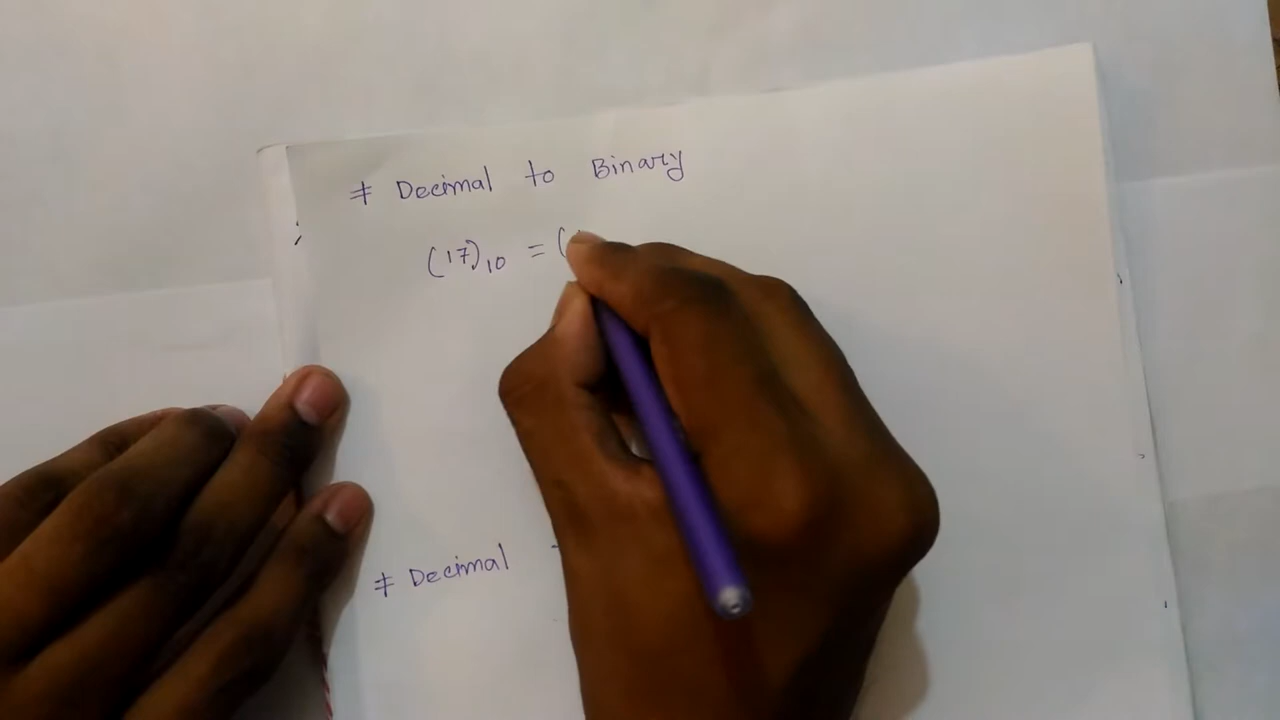 # Decimal to Binary
(17)10 = (
# Decimal